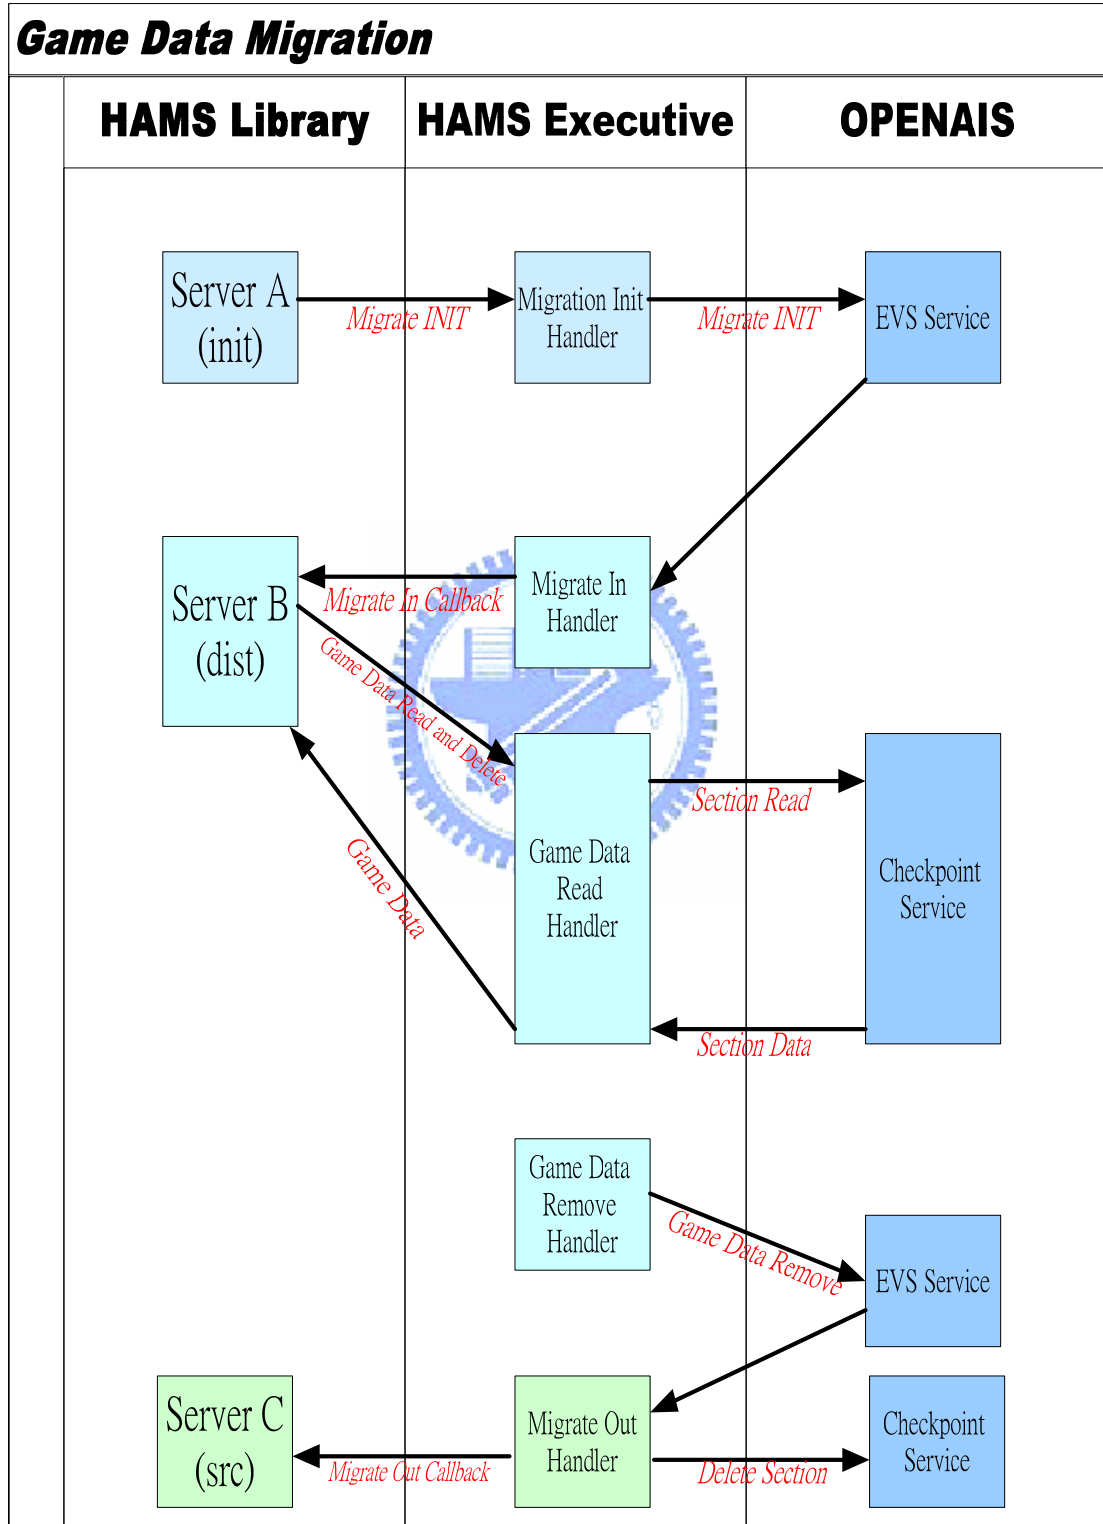 Game Data Migration
HAMS Library
HAMS Executive
OPENAIS
Server A
(init)
Migrate INIT
Migration Init
Handler
Migrate INIT
EVS Service
Server B
(dist)
Migrate In Callback
Migrate In
Handler
Game Data Read and Delete
Game Data
Game Data
Read
Handler
Section Read
Checkpoint
Service
Section Data
Game Data
Remove
Handler
Game Data Remove
EVS Service
Server C
(src)
Migrate Out Callback
Migrate Out
Handler
Delete Section
Checkpoint
Service